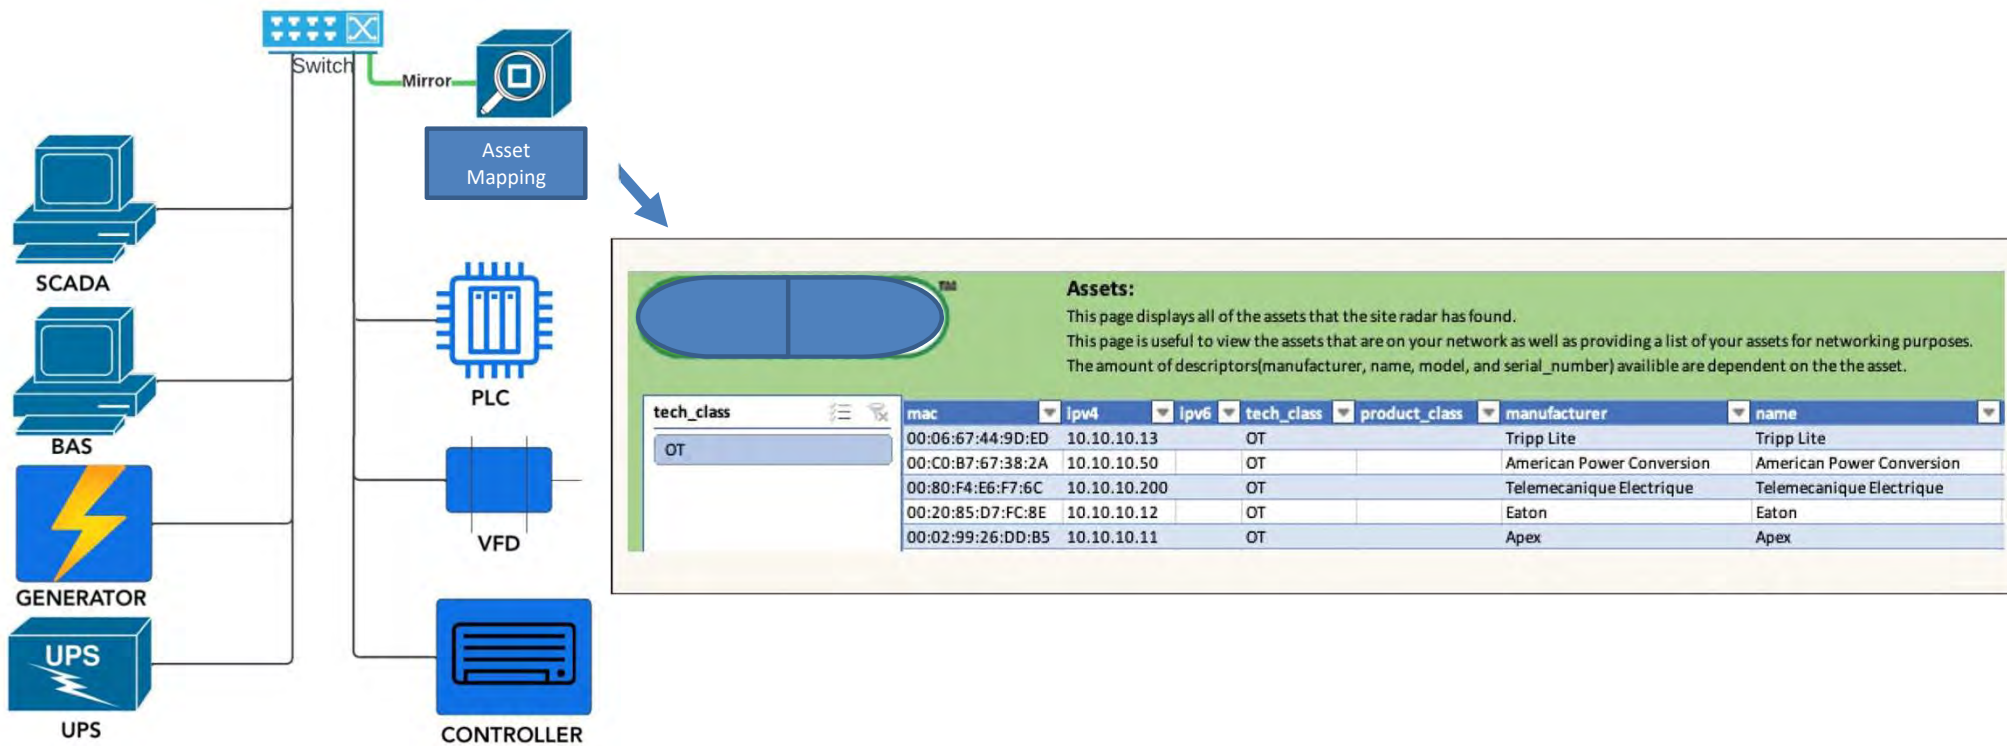 Switch
Mirror
Asset
Mapping
SCADA
BAS
GENERATOR
UPS
UPS
PLC
VFD
CONTROLLER
TM
Assets:
This page displays all of the assets that the site radar has found.
This page is useful to view the assets that are on your network as well as providing a list of your assets for networking purposes.
The amount of descriptors(manufacturer, name, model, and serial_number) availible are dependent on the the asset.
tech_class
OT
mac ipv4 ipv6 tech_class product_class manufacturer name
00:06:67:44:9D:ED 10.10.10.13 OT Tripp Lite Tripp Lite
00:C0:B7:67:38:2A 10.10.10.50 OT American Power Conversion American Power Conversion
00:80:F4:E6:F7:6C 10.10.10.200 OT Telemecanique Electrique Telemecanique Electrique
00:20:85:D7:FC:8E 10.10.10.12 OT Eaton Eaton
00:02:99:26:DD:B5 10.10.10.11 OT Apex Apex